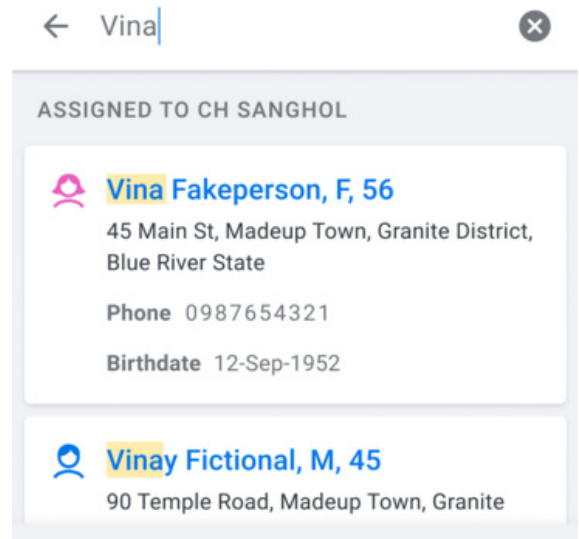 Vina
ASSIGNED TO CH SANGHOL
Vina Fakeperson, F, 56
45 Main St, Madeup Town, Granite District,
Blue River State
Phone 0987654321
Birthdate 12-Sep-1952
Vinay Fictional, M, 45
90 Temple Road, Madeup Town, Granite